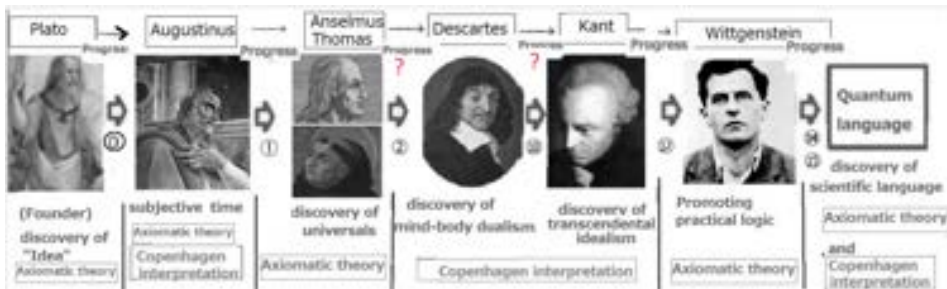 Plato
Augustinus
Anselmus
Thomas
Descartes
Kant
Wittgenstein
Progress
Progress
Progress
Progress
Progress
Progress
?
?
Quantum
language
①
②
(Founder)
discovery of
"Idea"
Axiomatic theory
subjective time
Axiomatic theory
Copenhagen
interpretation
discovery of
universals
Axiomatic theory
discovery of
mind-body dualism
discovery of
transcendental
idealism
Copenhagen interpretation
Promoting
practical logic
Axiomatic theory
discovery of
scientific language
Axiomatic theory
and
Copenhagen
interpretation